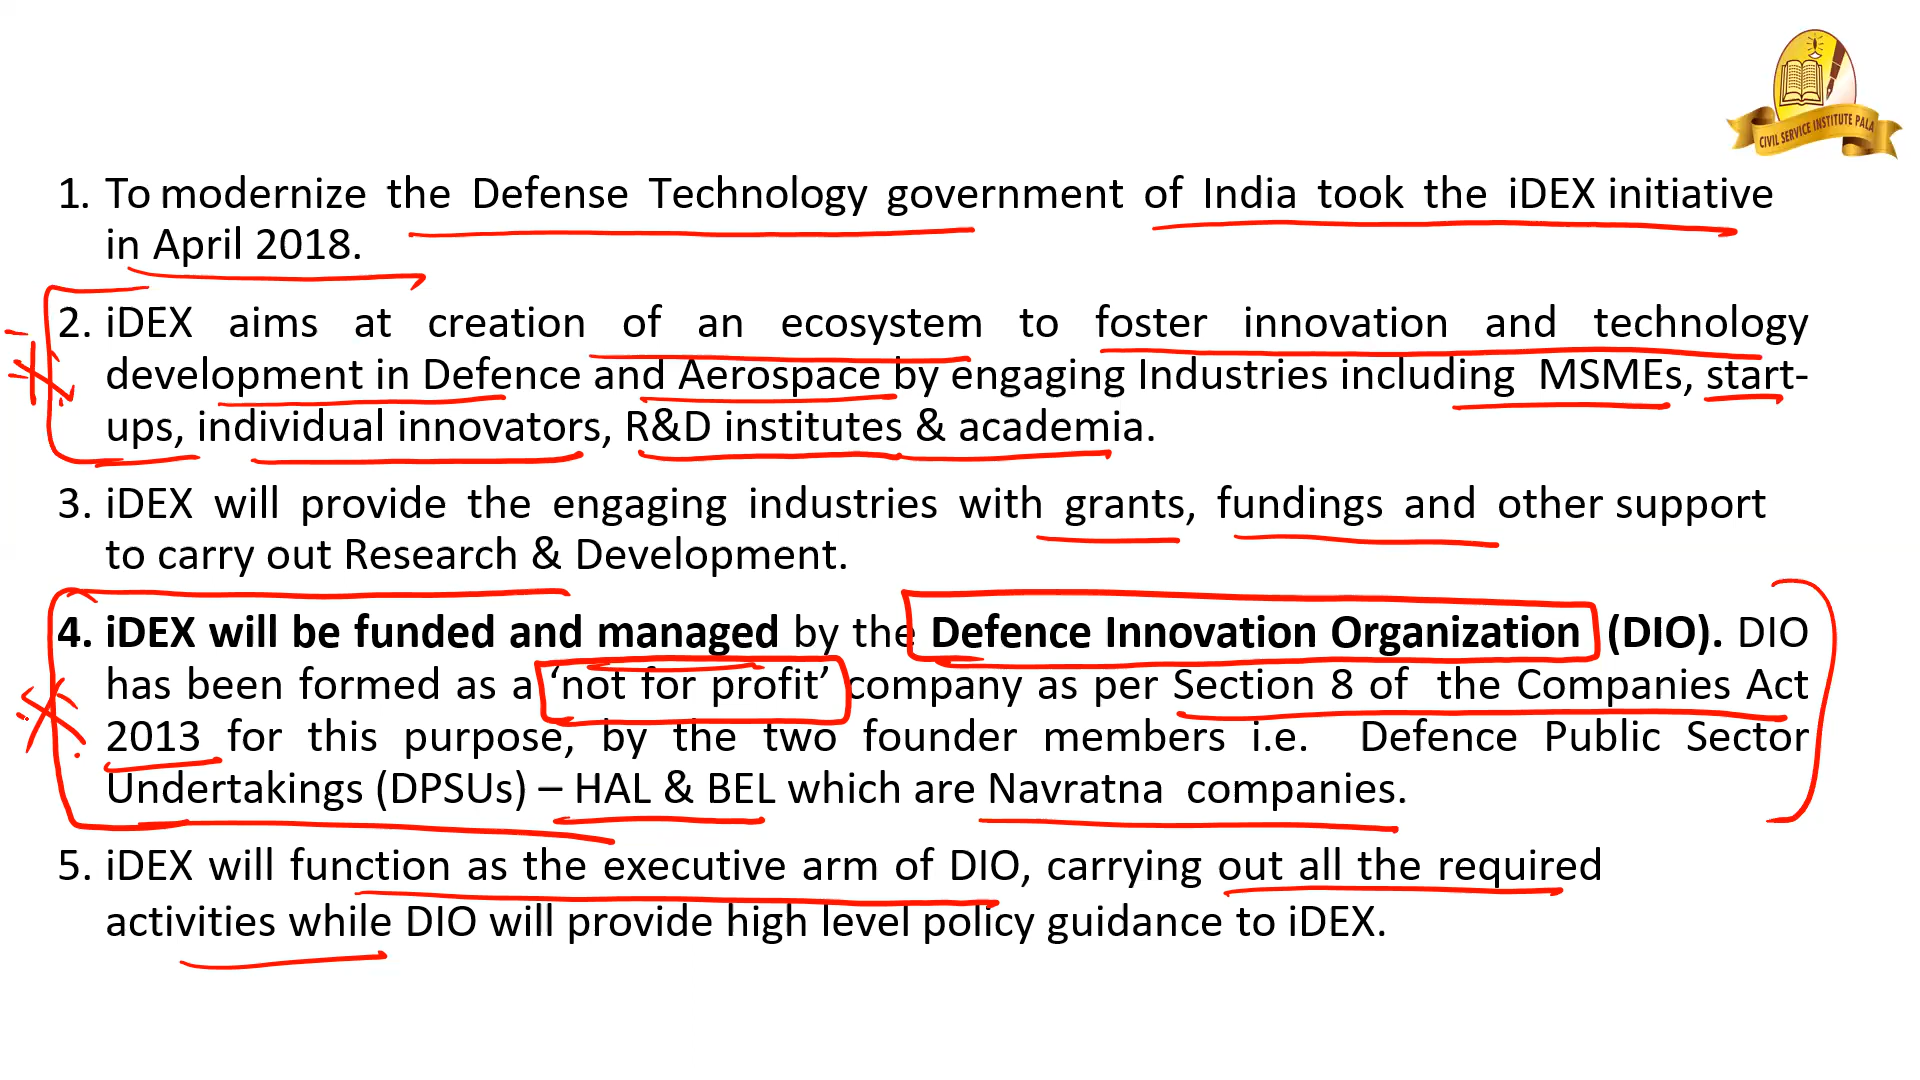 CIVIL SERVICE INSTITUTE PALA
1. To modernize the Defense Technology government of India took the iDEX initiative
in April 2018.
2. iDEX aims at creation of an ecosystem to foster innovation and technology
development in Defence and Aerospace by engaging Industries including MSMEs, start-
ups, individual innovators, R&D institutes & academia.
3. iDEX will provide the engaging industries with grants, fundings and other support
to carry out Research & Development.
4. iDEX will be funded and managed by the Defence Innovation Organization (DIO). DIO
has been formed as a ‘not for profit’ company as per Section 8 of the Companies Act
2013 for this purpose, by the two founder members i.e. Defence Public Sector
Undertakings (DPSUs) – HAL & BEL which are Navratna companies.
5. iDEX will function as the executive arm of DIO, carrying out all the required
activities while DIO will provide high level policy guidance to iDEX.